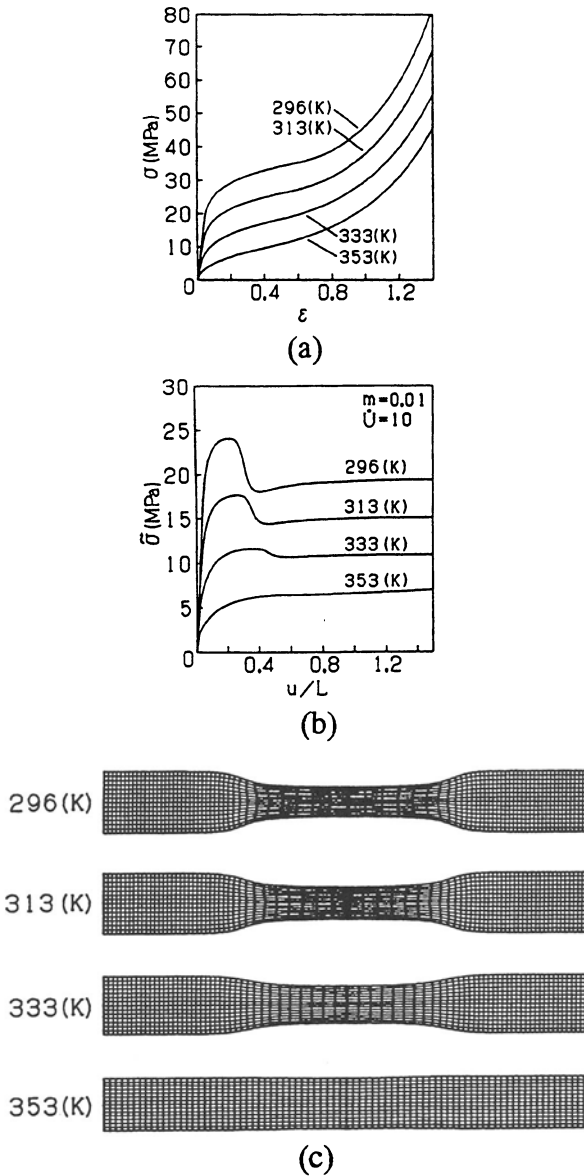 80
70
60
50
40
30
20
10
0
σ (MPa)
296(K)
313(K)
333(K)
353(K)
0.4 0.8 1.2
ε
(a)
30
25
20
15
10
5
0
σ̃ (MPa)
m=0.01
U̇=10
296(K)
313(K)
333(K)
353(K)
0.4 0.8 1.2
u/L
(b)
296(K)
313(K)
333(K)
353(K)
(c)